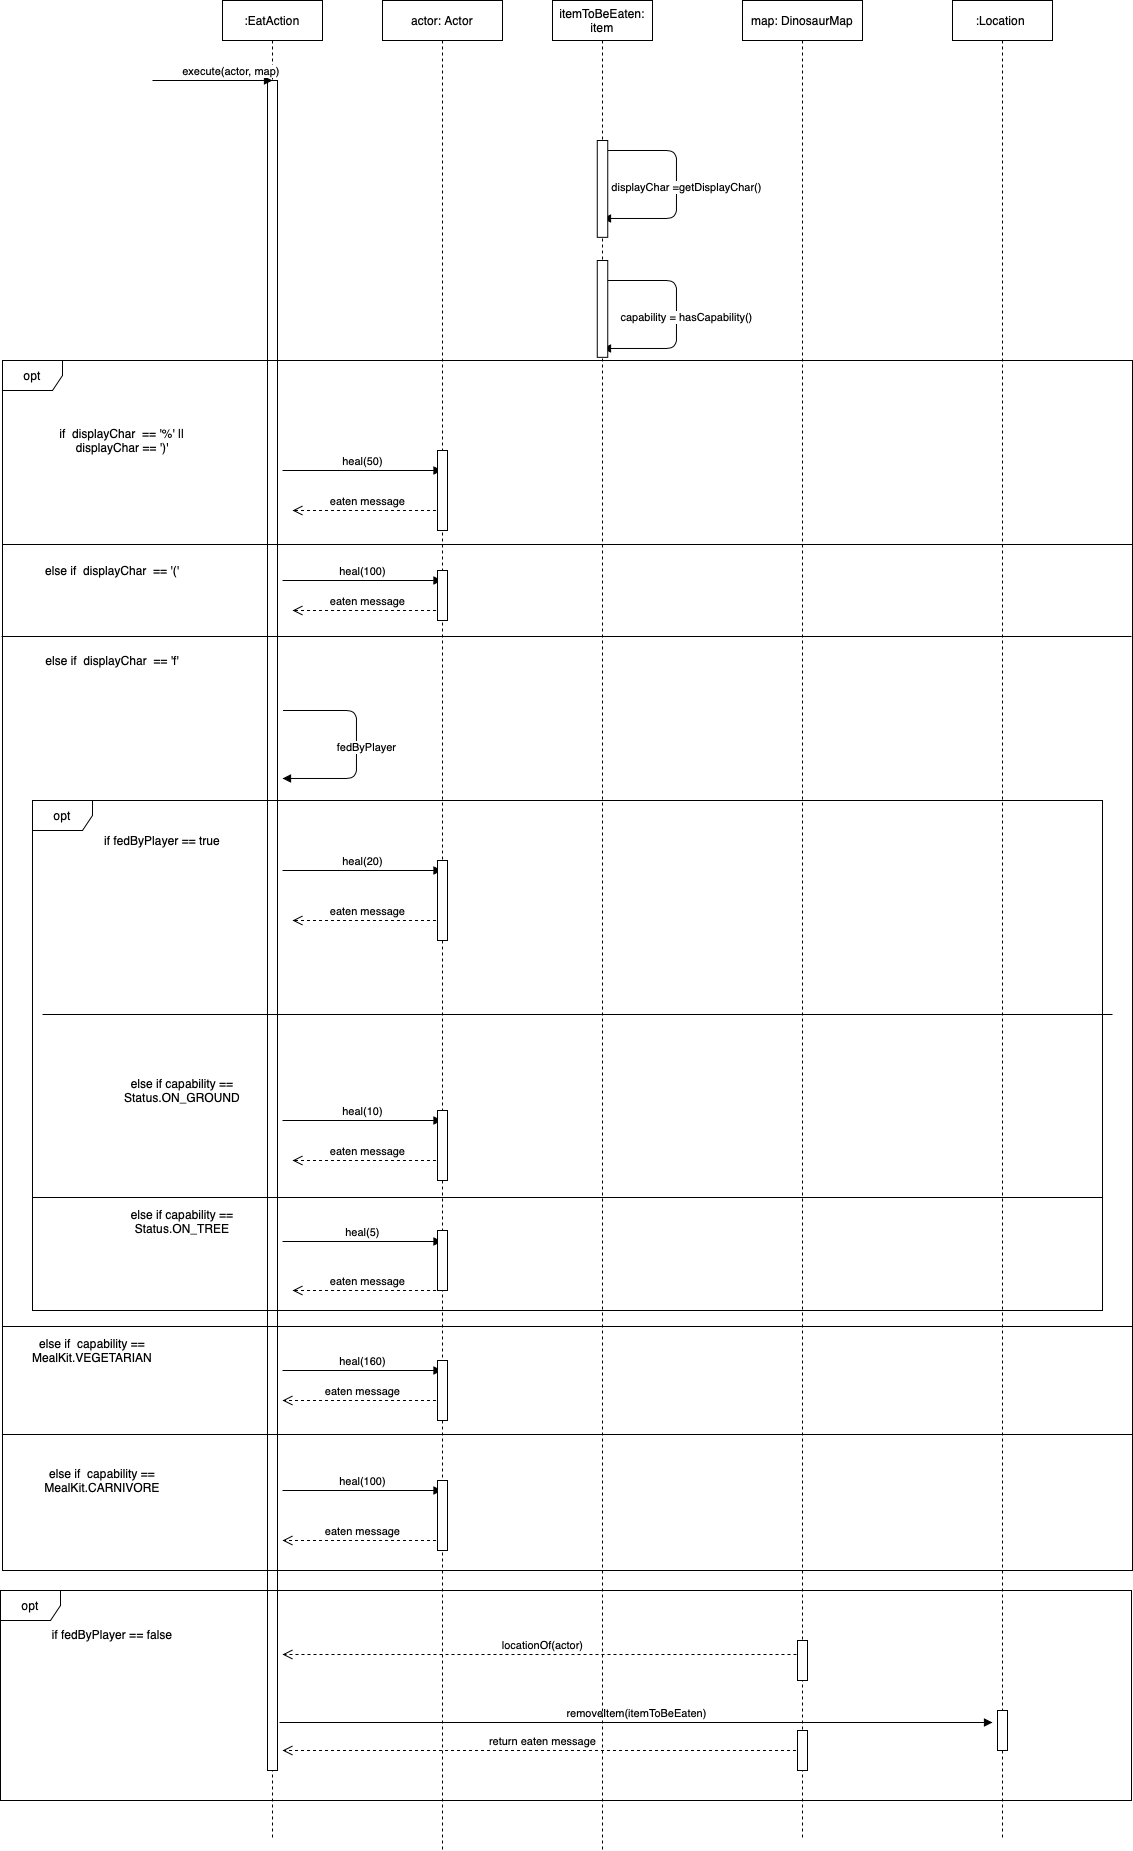 :EatAction
actor: Actor
itemToBeEaten:
item
map: DinosaurMap
:Location
execute(actor, map)
displayChar =getDisplayChar()
capability = hasCapability()
opt
if  displayChar  == '%' ||
displayChar == ')'
heal(50)
eaten message
else if  displayChar  == '('
heal(100)
eaten message
else if  displayChar  == 'f'
fedByPlayer
opt
if fedByPlayer == true
heal(20)
eaten message
else if capability ==
Status.ON_GROUND
heal(10)
eaten message
else if capability ==
Status.ON_TREE
heal(5)
eaten message
else if  capability ==
MealKit.VEGETARIAN
heal(160)
eaten message
else if  capability ==
MealKit.CARNIVORE
heal(100)
eaten message
opt
if fedByPlayer == false
locationOf(actor)
removeItem(itemToBeEaten)
return eaten message